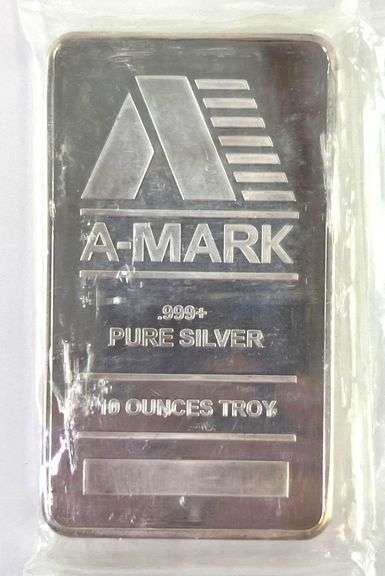 A-MARK
.999+
PURE SILVER
10 OUNCES TROY